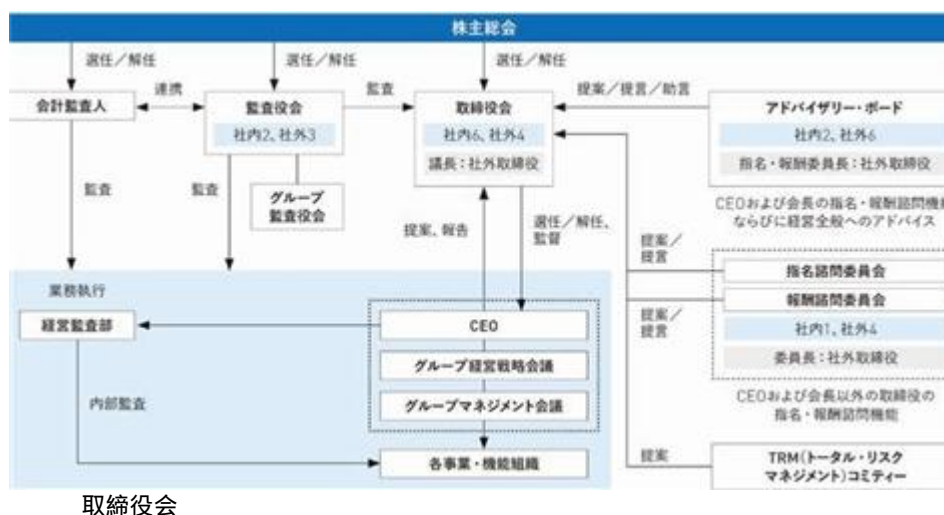 株主総会
選任／解任
選任／解任
選任／解任
会計監査人
連携
監査役会
社内2、社外3
監査
取締役会
社内6、社外4
議長：社外取締役
提案／提言／助言
アドバイザリー・ボード
社内2、社外6
指名・報酬委員長：社外取締役
CEOおよび会長の指名・報酬諮問機能
ならびに経営全般へのアドバイス
監査
監査
グループ
監査役会
提案、報告
選任／解任、
監督
提案／
提言
指名諮問委員会
報酬諮問委員会
社内1、社外4
委員長：社外取締役
提案／
提言
CEOおよび会長以外の取締役の
指名・報酬諮問機能
業務執行
経営監査部
CEO
グループ経営戦略会議
グループマネジメント会議
内部監査
各事業・機能組織
提案
TRM(トータル・リスク
マネジメント)コミティー
取締役会